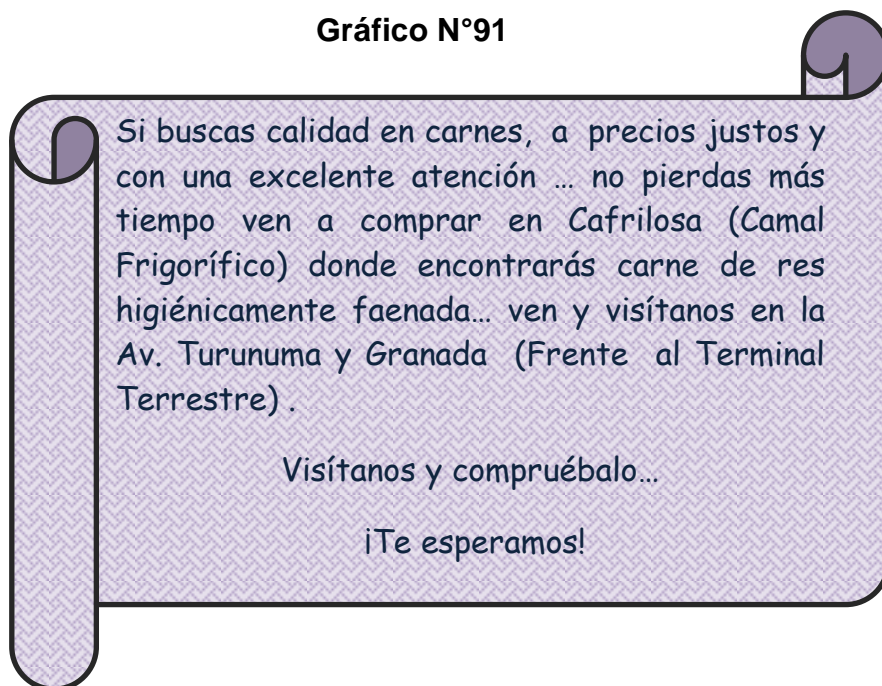 Gráfico N°91
Si buscas calidad en carnes, a precios justos y
con una excelente atención ... no pierdas más
tiempo ven a comprar en Cafrilosa (Camal
Frigorífico) donde encontrarás carne de res
higiénicamente faenada... ven y visítanos en la
Av. Turunuma y Granada (Frente al Terminal
Terrestre) .
Visítanos y compruébalo...
¡Te esperamos!